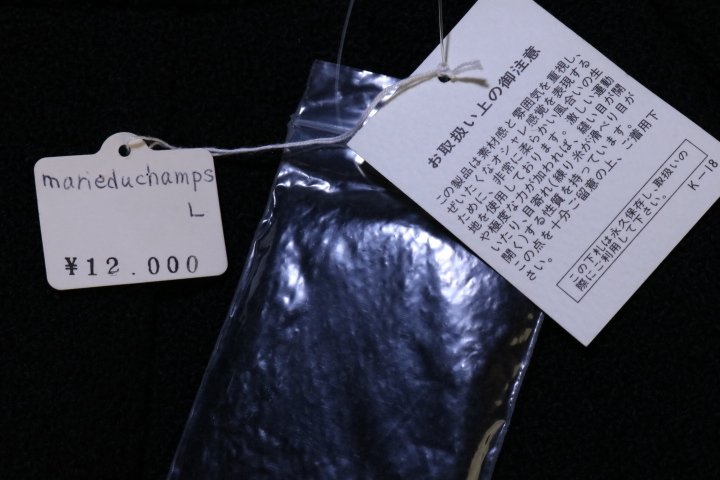 marieduchamps
L
¥12.000
お取扱い上の御注意
この製品は素材感と雰囲気を重視し、
ぜいたくなオシャレ感覚を表現する
ために、非常に柔らかい風合いの生
地を使用しております。激しい運動
や極度な力が加われば、縫い目が開
いたり、目寄れ(練り糸が滑べり目が
開く)する性質を持っています。
この点を十分ご留意の上、ご着用下
さい。
この下札は永久保存し、取扱いの
際にご利用して下さい。
K－18